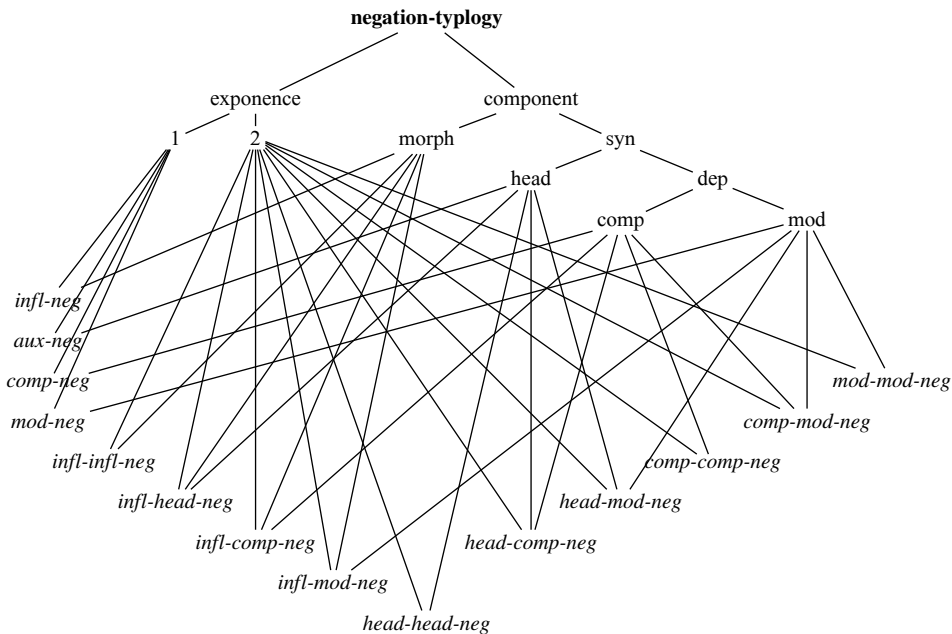 negation-typlogy
exponence
component
1
2
morph
syn
head
dep
comp
mod
infl-neg
aux-neg
comp-neg
mod-mod-neg
mod-neg
comp-mod-neg
infl-infl-neg
comp-comp-neg
infl-head-neg
head-mod-neg
infl-comp-neg
head-comp-neg
infl-mod-neg
head-head-neg